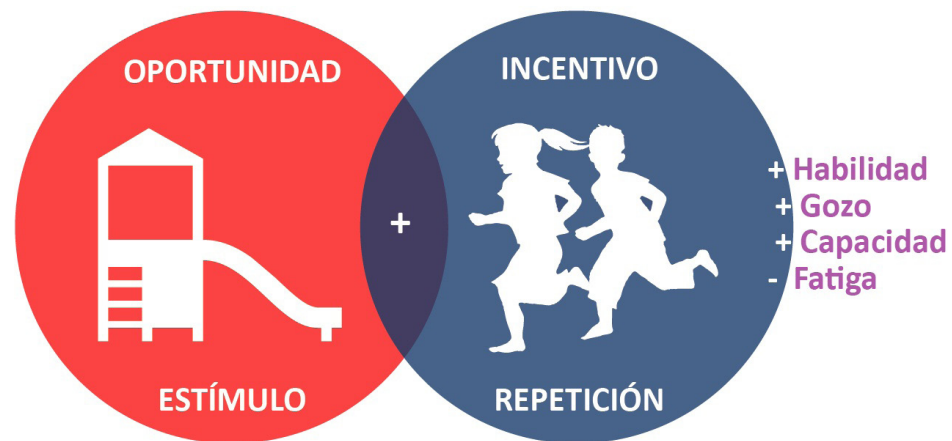 OPORTUNIDAD
INCENTIVO
+
+ Habilidad
+ Gozo
+ Capacidad
- Fatiga
ESTÍMULO
REPETICIÓN